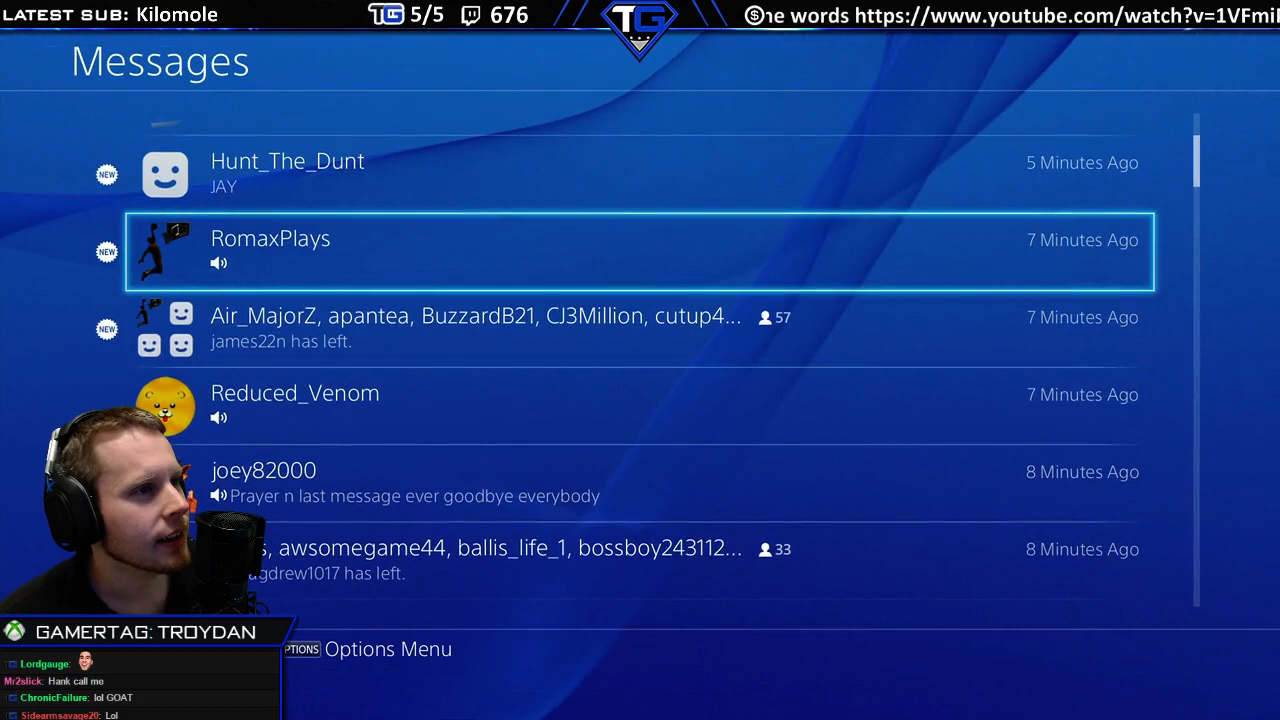 LATEST SUB: Kilomole
TG 5/5 676
TG
ne words https://www.youtube.com/watch?v=1VFmi
Messages
NEW
Hunt_The_Dunt
5 Minutes Ago
JAY
NEW
RomaxPlays
7 Minutes Ago
NEW
Air_MajorZ, apantea, BuzzardB21, CJ3Million, cutup4... 57
7 Minutes Ago
james22n has left.
Reduced_Venom
7 Minutes Ago
joey82000
8 Minutes Ago
Prayer n last message ever goodbye everybody
s, awsomegame44, ballis_life_1, bossboy243112... 33
8 Minutes Ago
agdrew1017 has left.
GAMERTAG: TROYDAN
OPTIONS Options Menu
Lordgauge:
Mr2slick: Hank call me
ChronicFailure: lol GOAT
Sidearmsavage20: Lol